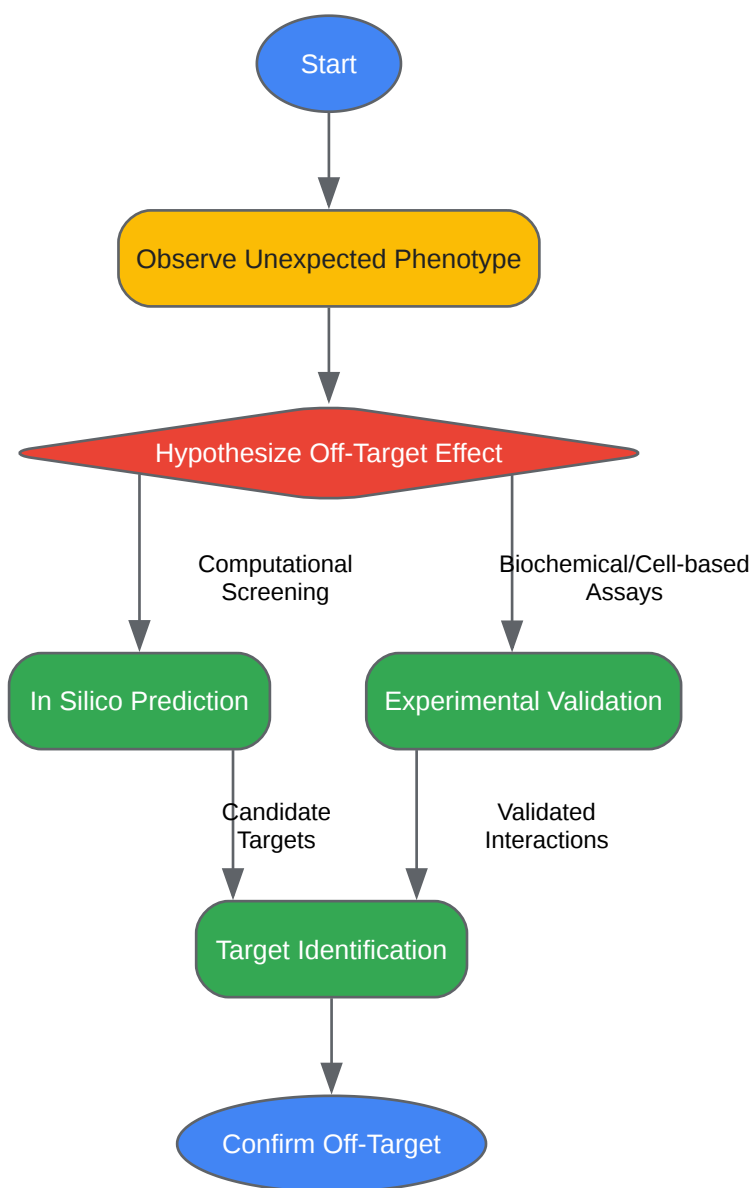 Start
Observe Unexpected Phenotype
Hypothesize Off-Target Effect
Computational
Screening
Biochemical/Cell-based
Assays
In Silico Prediction
Experimental Validation
Candidate
Targets
Validated
Interactions
Target Identification
Confirm Off-Target